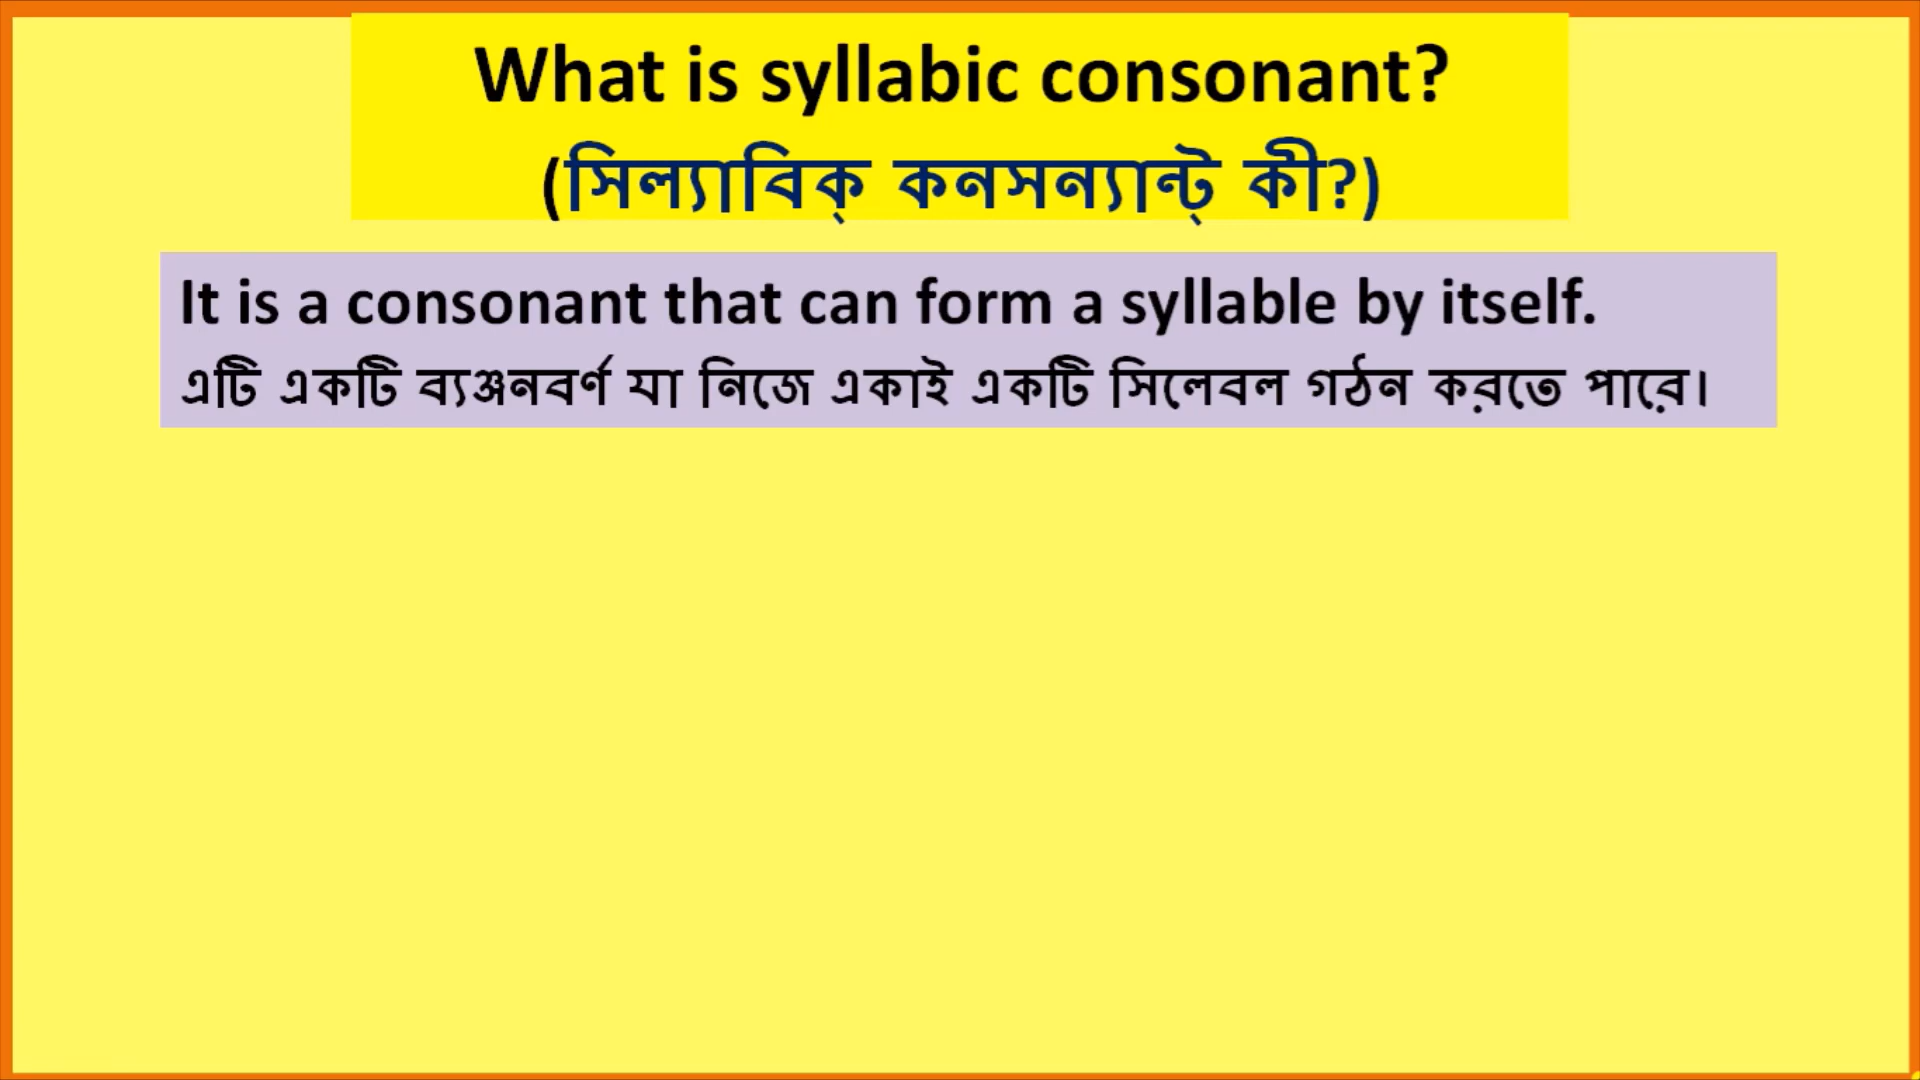 What is syllabic consonant?
(সিল্যাবিক্ কনসন্যান্ট্ কী?)
It is a consonant that can form a syllable by itself.
এটি একটি ব্যঞ্জনবর্ণ যা নিজে একাই একটি সিলেবল গঠন করতে পারে।